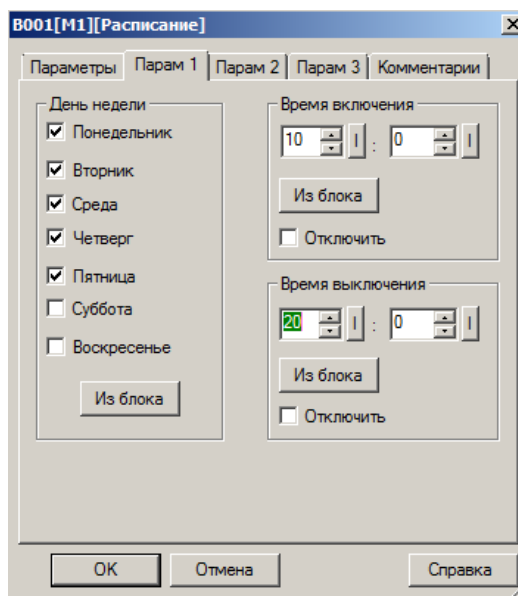 B001[M1][Расписание]
Параметры Парам 1 Парам 2 Парам 3 Комментарии
День недели
Понедельник
Вторник
Среда
Четверг
Пятница
Суббота
Воскресенье
Из блока
Время включения
10 I : 0 I
Из блока
Отключить
Время выключения
20 I : 0 I
Из блока
Отключить
OK Отмена Справка